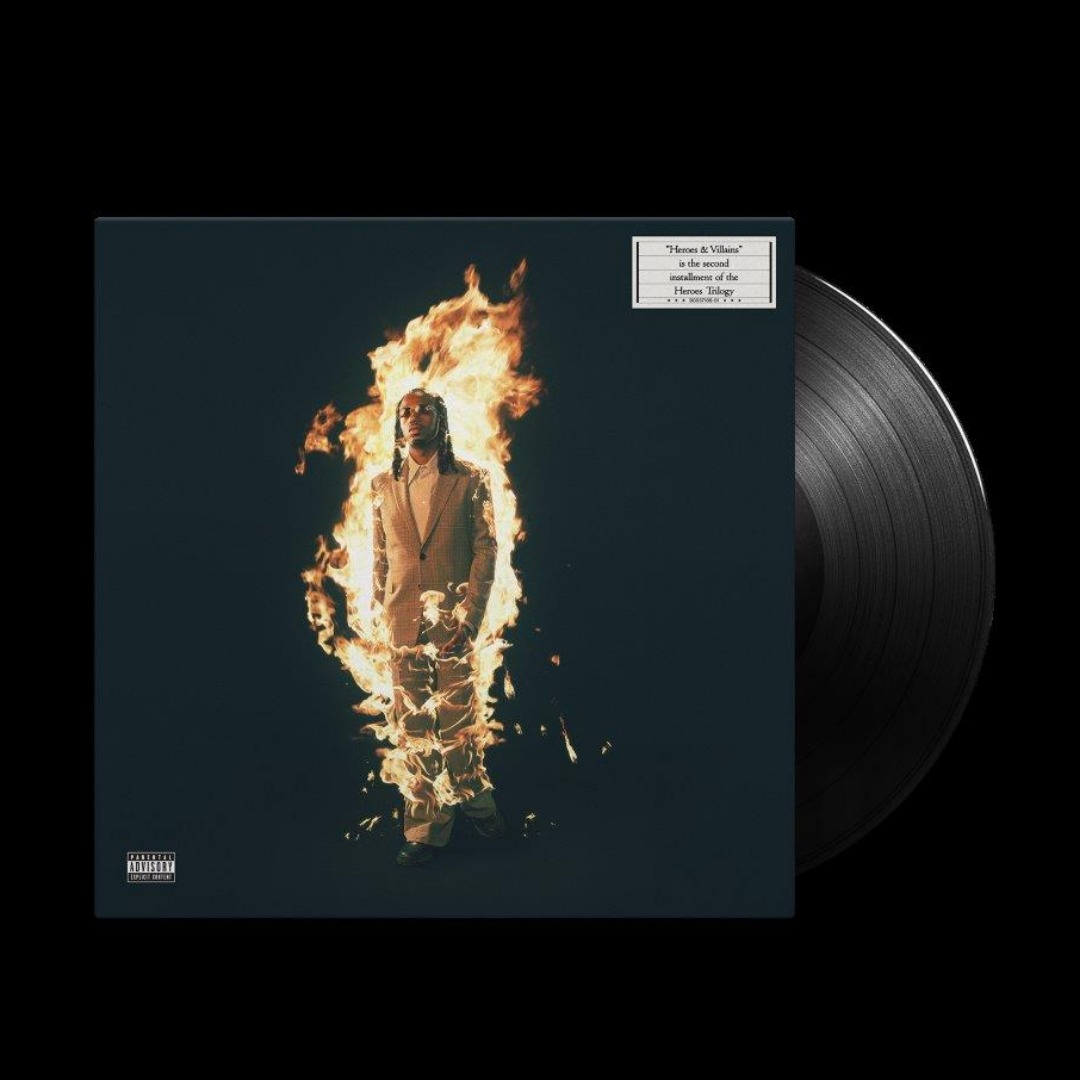 "Heroes & Villains"
is the second
installment of the
Heroes Trilogy
PARENTAL
ADVISORY
EXPLICIT CONTENT